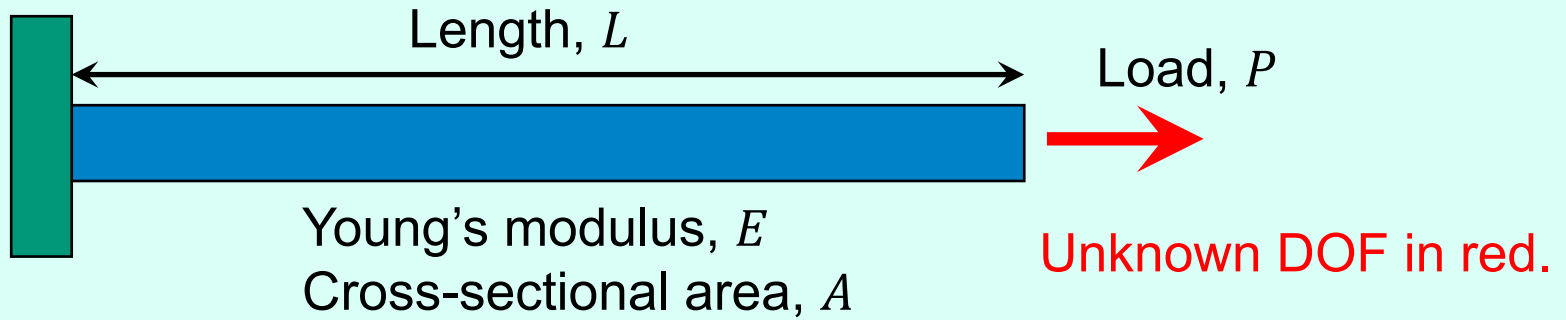 Length, L
Load, P
Young’s modulus, E
Cross-sectional area, A
Unknown DOF in red.